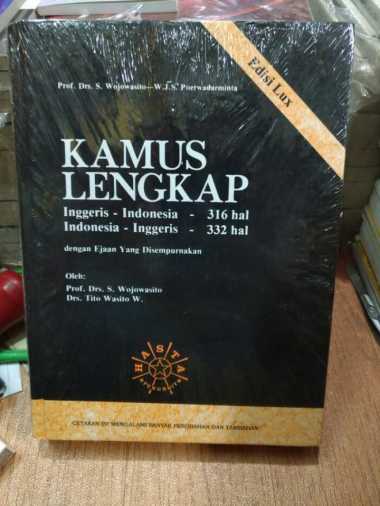 Prof. Drs. S. Wojowasito—W.J.S. Poerwadarminta
Edisi Lux
KAMUS
LENGKAP
Inggeris - Indonesia - 316 hal
Indonesia - Inggeris - 332 hal
dengan Ejaan Yang Disempurnakan
Oleh:
Prof. Drs. S. Wojowasito
Drs. Tito Wasito W.
HASTA
CETAKAN INI MENGALAMI BANYAK PERUBAHAN DAN TAMBAHAN